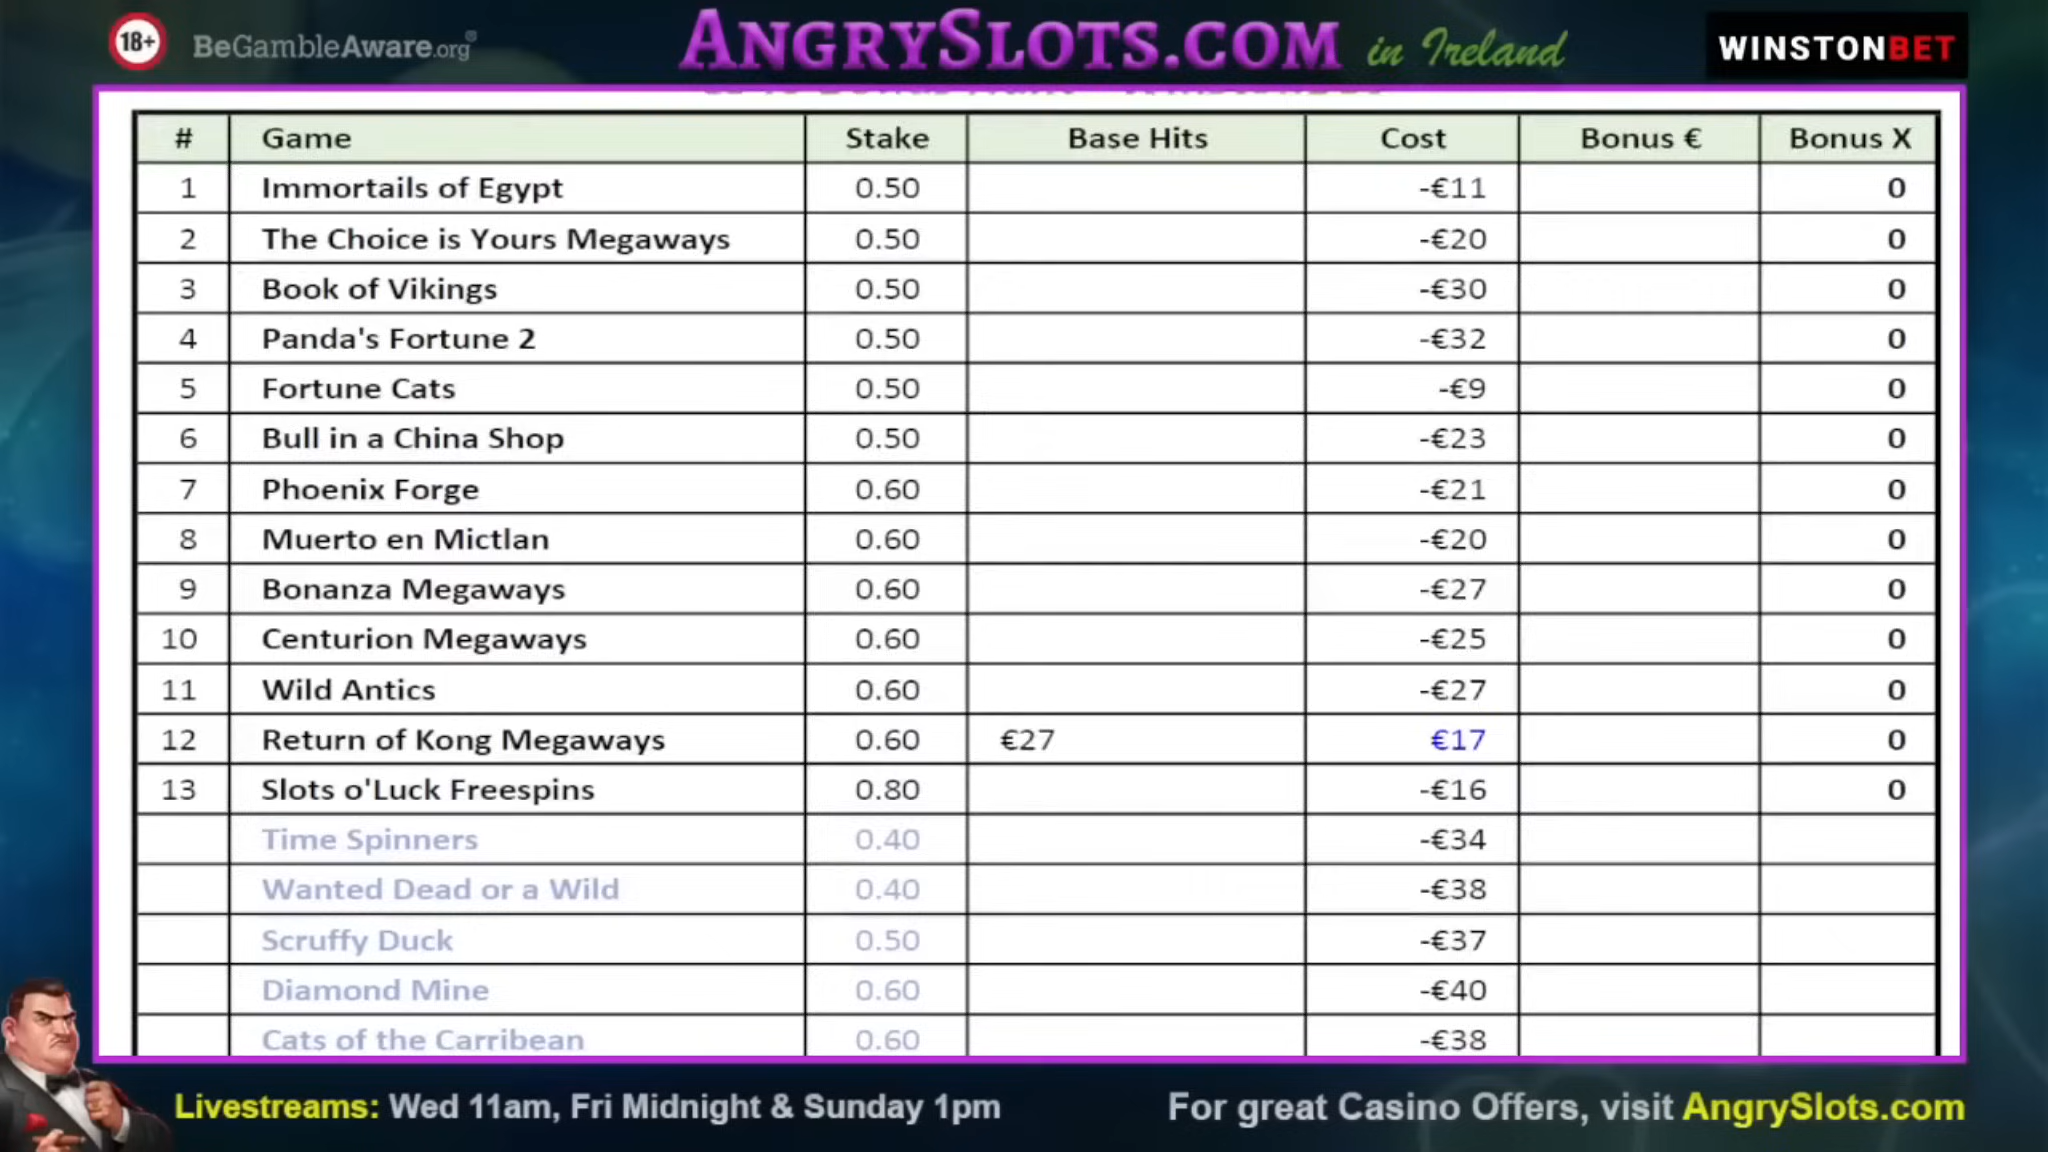 18+ BeGambleAware.org® ANGRYSLOTS.COM in Ireland WINSTONBET
# Game Stake Base Hits Cost Bonus € Bonus X
1 Immortails of Egypt 0.50 -€11 0
2 The Choice is Yours Megaways 0.50 -€20 0
3 Book of Vikings 0.50 -€30 0
4 Panda's Fortune 2 0.50 -€32 0
5 Fortune Cats 0.50 -€9 0
6 Bull in a China Shop 0.50 -€23 0
7 Phoenix Forge 0.60 -€21 0
8 Muerto en Mictlan 0.60 -€20 0
9 Bonanza Megaways 0.60 -€27 0
10 Centurion Megaways 0.60 -€25 0
11 Wild Antics 0.60 -€27 0
12 Return of Kong Megaways 0.60 €27 €17 0
13 Slots o'Luck Freespins 0.80 -€16 0
Time Spinners 0.40 -€34
Wanted Dead or a Wild 0.40 -€38
Scruffy Duck 0.50 -€37
Diamond Mine 0.60 -€40
Cats of the Carribean 0.60 -€38
Livestreams: Wed 11am, Fri Midnight & Sunday 1pm For great Casino Offers, visit AngrySlots.com